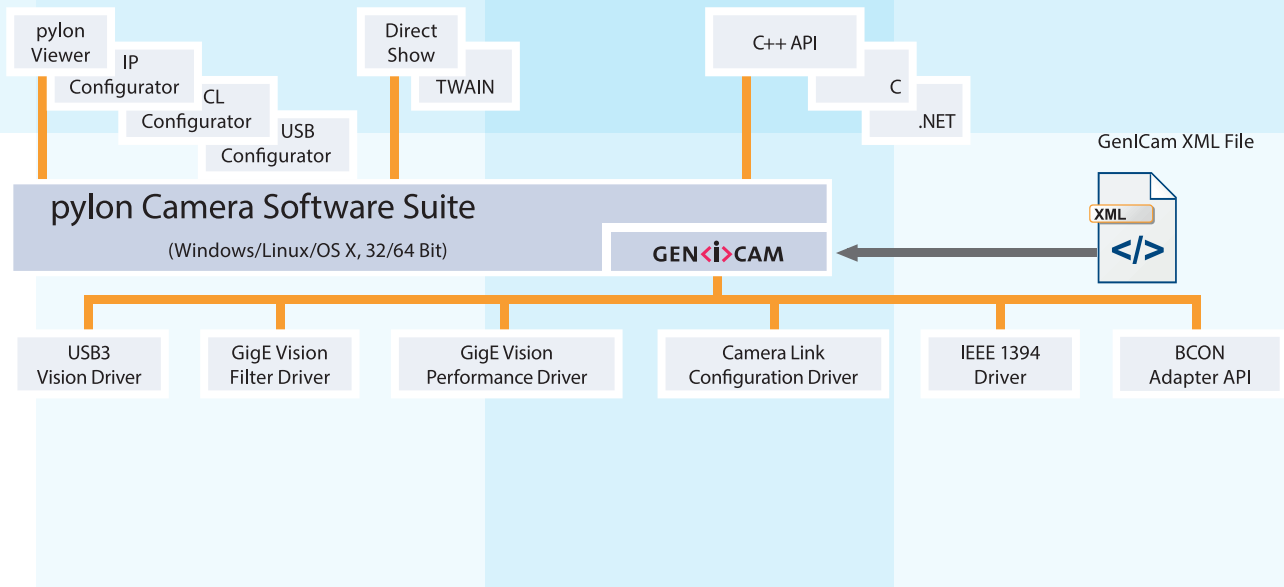 pylon
Viewer
IP
Configurator
CL
Configurator
USB
Configurator
Direct
Show
TWAIN
C++ API
C
.NET
GenICam XML File
XML
</>
pylon Camera Software Suite
(Windows/Linux/OS X, 32/64 Bit)
GEN<i>CAM
USB3
Vision Driver
GigE Vision
Filter Driver
GigE Vision
Performance Driver
Camera Link
Configuration Driver
IEEE 1394
Driver
BCON
Adapter API